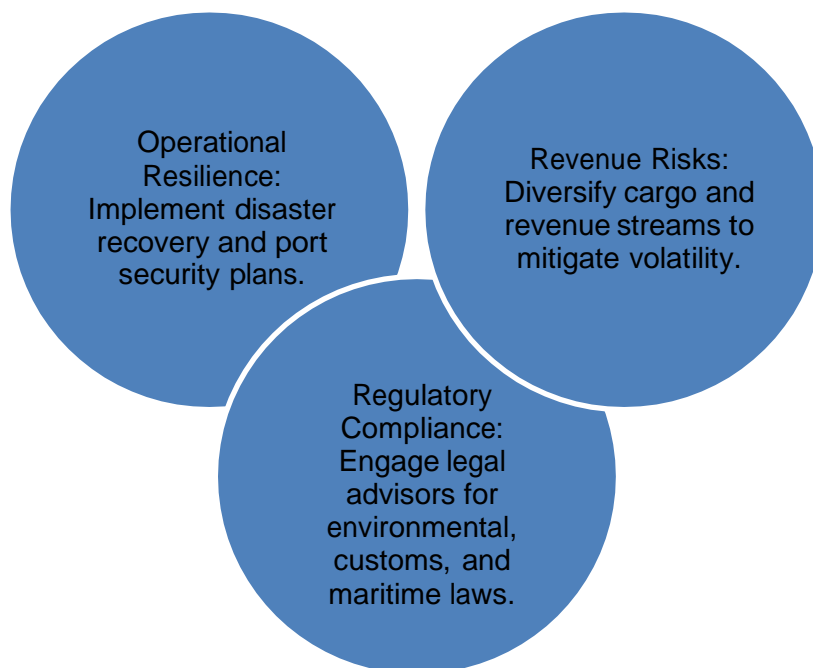 Operational
Resilience:
Implement disaster
recovery and port
security plans.
Revenue Risks:
Diversify cargo and
revenue streams to
mitigate volatility.
Regulatory
Compliance:
Engage legal
advisors for
environmental,
customs, and
maritime laws.